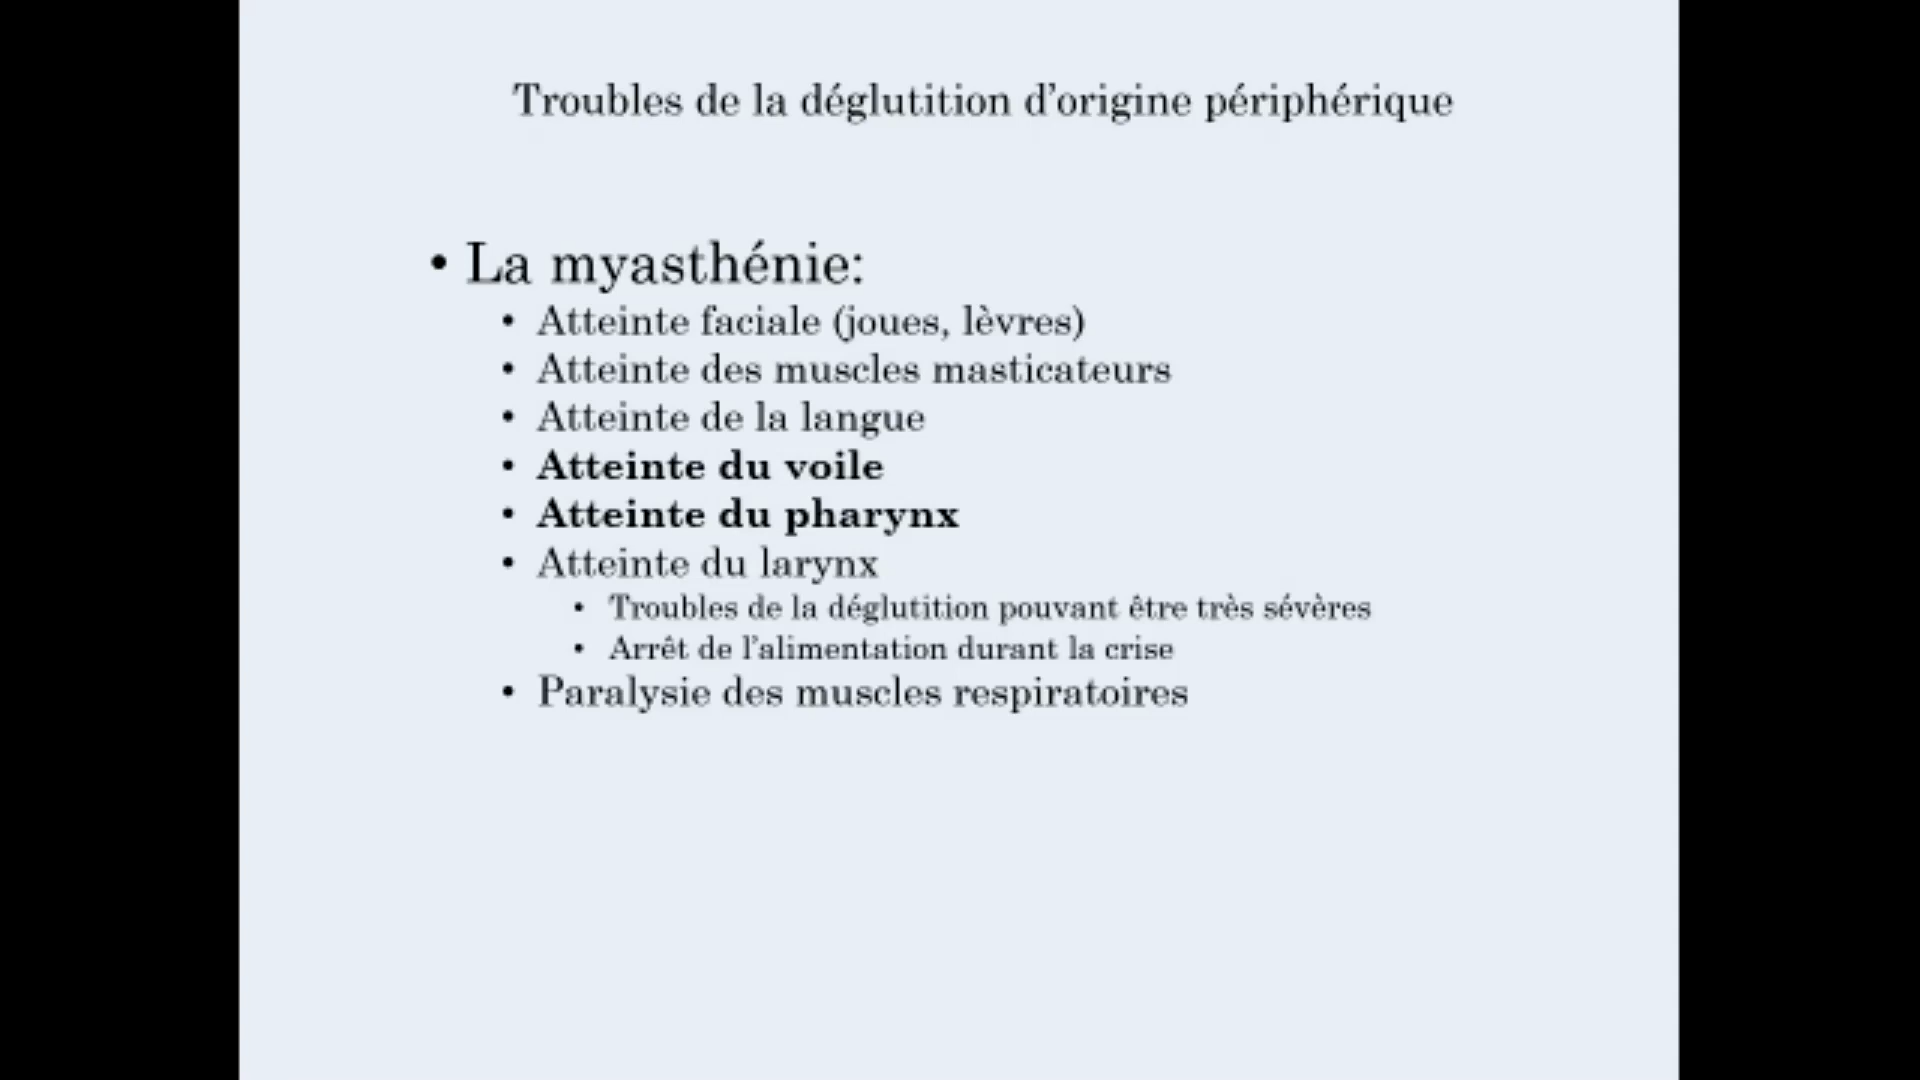 Troubles de la déglutition d’origine périphérique
• La myasthénie:
• Atteinte faciale (joues, lèvres)
• Atteinte des muscles masticateurs
• Atteinte de la langue
• Atteinte du voile
• Atteinte du pharynx
• Atteinte du larynx
• Troubles de la déglutition pouvant être très sévères
• Arrêt de l’alimentation durant la crise
• Paralysie des muscles respiratoires